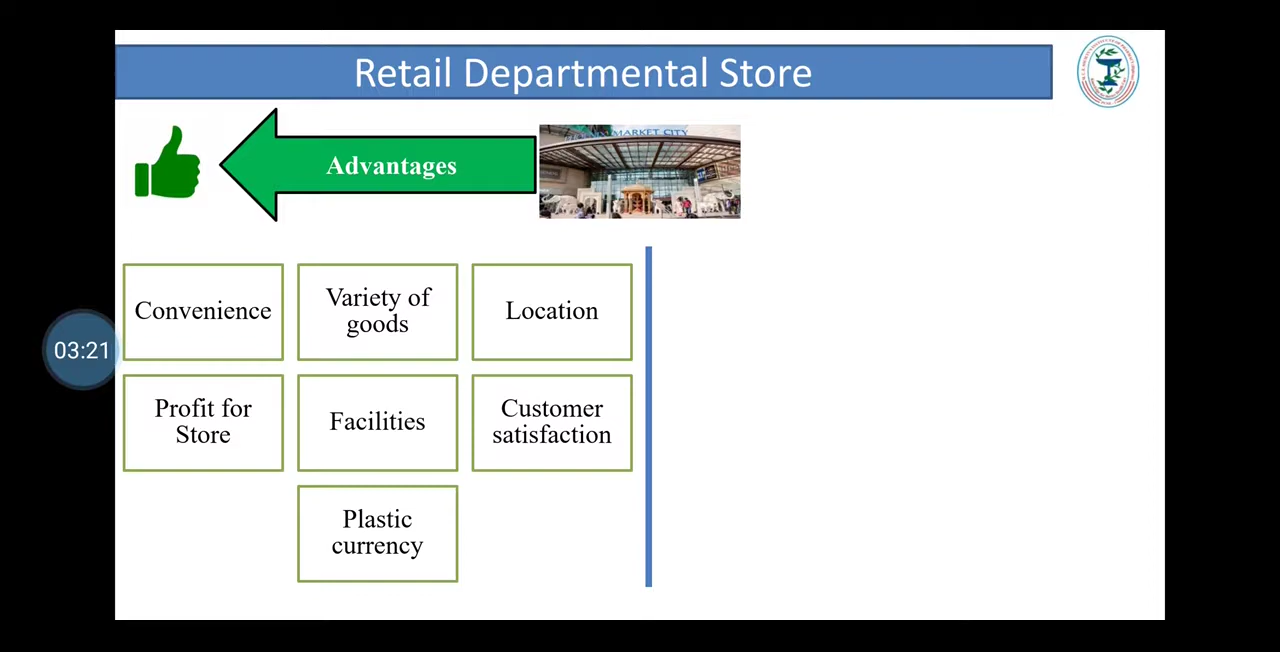 Retail Departmental Store
Advantages
MARKET CITY
Convenience
Variety of
goods
Location
03:21
Profit for
Store
Facilities
Customer
satisfaction
Plastic
currency